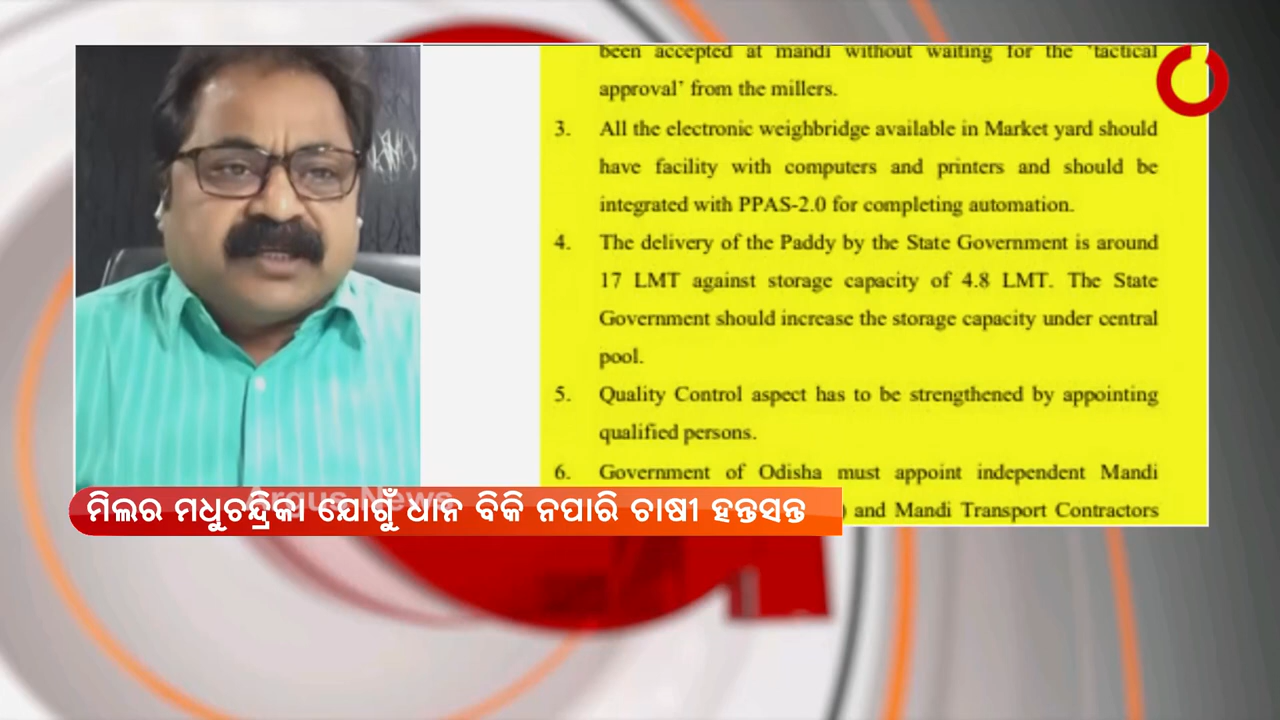 been accepted at mandi without waiting for the 'tactical
approval' from the millers.
3. All the electronic weighbridge available in Market yard should
have facility with computers and printers and should be
integrated with PPAS-2.0 for completing automation.
4. The delivery of the Paddy by the State Government is around
17 LMT against storage capacity of 4.8 LMT. The State
Government should increase the storage capacity under central
pool.
5. Quality Control aspect has to be strengthened by appointing
qualified persons.
6. Government of Odisha must appoint independent Mandi
) and Mandi Transport Contractors
Argus News
ମିଲର ମଧୁଚନ୍ଦ୍ରିକା ଯୋଗୁଁ ଧାନ ବିକି ନପାରି ଚାଷୀ ହନ୍ତସନ୍ତ